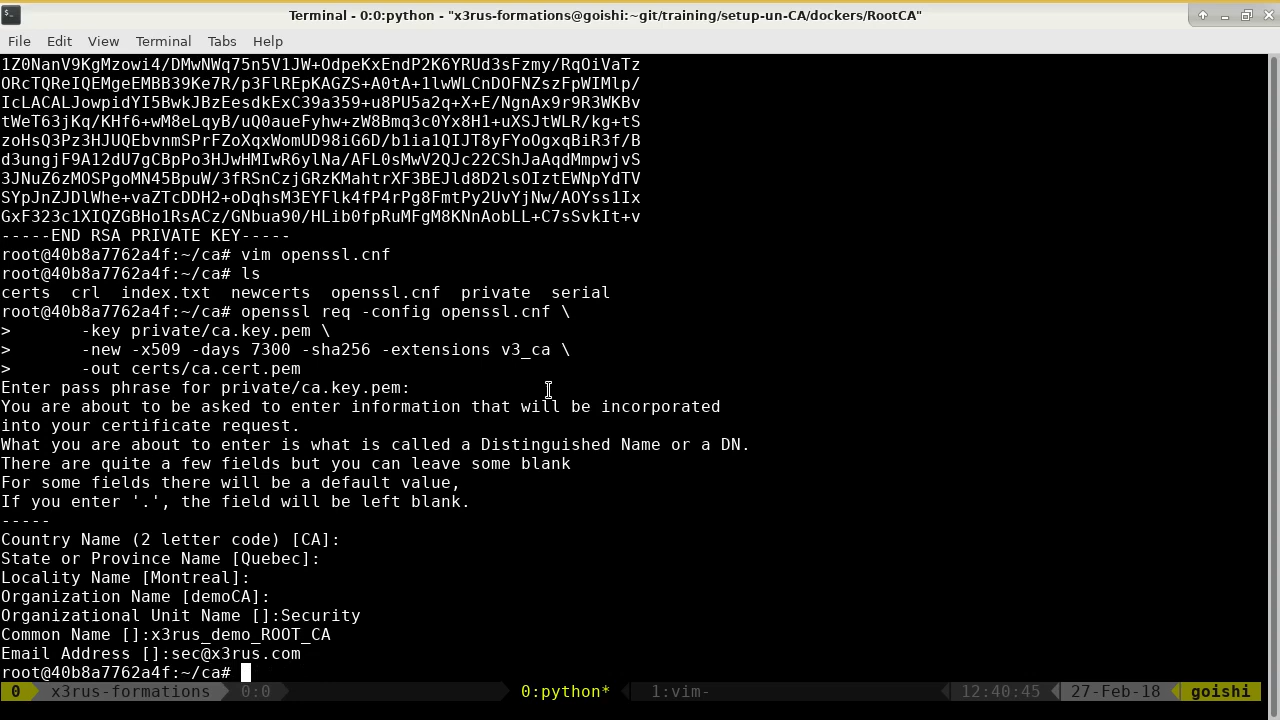 Terminal - 0:0:python - "x3rus-formations@goishi:~git/training/setup-un-CA/dockers/RootCA"
File Edit View Terminal Tabs Help
1Z0NanV9KgMzowi4/DMwNWq75n5V1JW+OdpeKxEndP2K6YRUd3sFzmy/RqOiVaTz
ORcTQReIQEMgeEMBB39Ke7R/p3FlREpKAGZS+A0tA+1lwWLCnDOFNZszFpWIMlp/
IcLACALJowpidYI5BwkJBzEesdkExC39a359+u8PU5a2q+X+E/NgnAx9r9R3WKBv
tWeT63jKq/KHf6+wM8eLqyB/uQ0aueFyhw+zW8Bmq3c0Yx8H1+uXSJtWLR/kg+tS
zoHsQ3Pz3HJUQEbvnmSPrFZoXqxWomUD98iG6D/b1ia1QIJT8yFYoOgxqBiR3f/B
d3ungjF9A12dU7gCBpPo3HJwHMIwR6ylNa/AFL0sMwV2QJc22CShJaAqdMmpwjvS
3JNuZ6zMOSPgoMN45BpuW/3fRSnCzjGRzKMahtrXF3BEJld8D2lsOIztEWNpYdTV
SYpJnZJDlWhe+vaZTcDDH2+oDqhsM3EYFlk4fP4rPg8FmtPy2UvYjNw/AOYss1Ix
GxF323c1XIQZGBHo1RsACz/GNbua90/HLib0fpRuMFgM8KNnAobLL+C7sSvkIt+v
-----END RSA PRIVATE KEY-----
root@40b8a7762a4f:~/ca# vim openssl.cnf
root@40b8a7762a4f:~/ca# ls
certs  crl  index.txt  newcerts  openssl.cnf  private  serial
root@40b8a7762a4f:~/ca# openssl req -config openssl.cnf \
>       -key private/ca.key.pem \
>       -new -x509 -days 7300 -sha256 -extensions v3_ca \
>       -out certs/ca.cert.pem
Enter pass phrase for private/ca.key.pem:
You are about to be asked to enter information that will be incorporated
into your certificate request.
What you are about to enter is what is called a Distinguished Name or a DN.
There are quite a few fields but you can leave some blank
For some fields there will be a default value,
If you enter '.', the field will be left blank.
-----
Country Name (2 letter code) [CA]:
State or Province Name [Quebec]:
Locality Name [Montreal]:
Organization Name [demoCA]:
Organizational Unit Name []:Security
Common Name []:x3rus_demo_ROOT_CA
Email Address []:sec@x3rus.com
root@40b8a7762a4f:~/ca#
0 x3rus-formations 0:0 0:python* 1:vim- 12:40:45 27-Feb-18 goishi